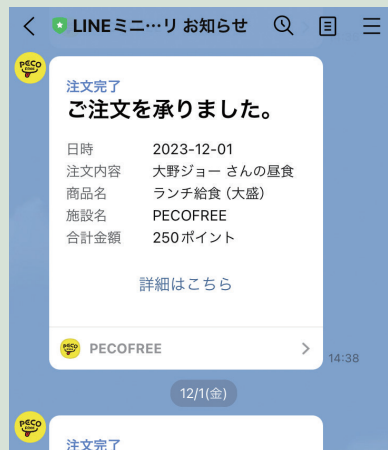 LINEミニ…リ お知らせ
PECO FREE
注文完了
ご注文を承りました。
日時 2023-12-01
注文内容 大野ジョー さんの昼食
商品名 ランチ給食 (大盛)
施設名 PECOFREE
合計金額 250ポイント
詳細はこちら
PECOFREE
14:38
12/1(金)
注文完了